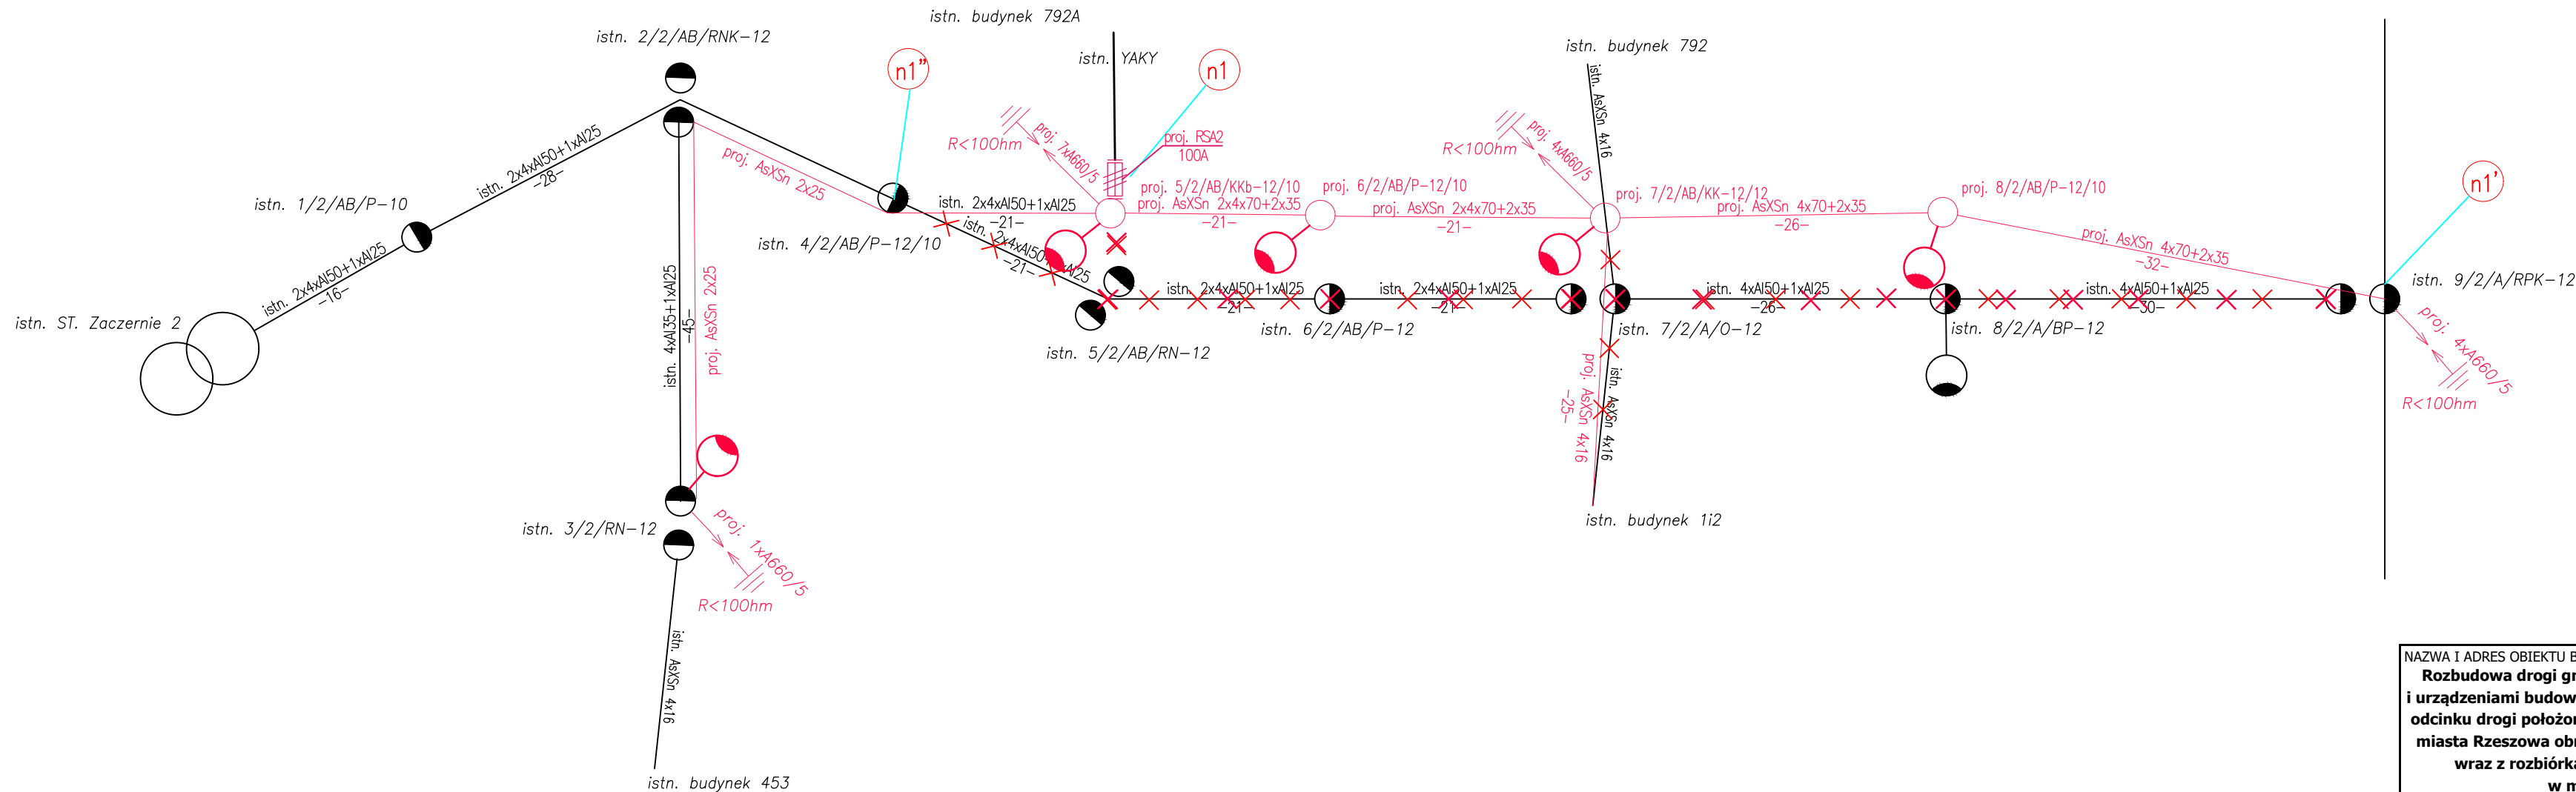 istn. budynek 792A
istn. 2/2/AB/RNK-12
istn. budynek 792
istn. YAKY
n1"
n1
istn. AsXSn 4x16
proj. RSA2
100A
R<100hm
proj. 7xA660/5
R<100hm
proj. 4xA660/5
istn. 2x4xAl50+1xAl25
-28-
proj. AsXSn 2x25
n1'
istn. 1/2/AB/P-10
istn. 2x4xAl50+1xAl25
-21-
proj. 5/2/AB/KKb-12/10
proj. AsXSn 2x4x70+2x35
-21-
proj. 6/2/AB/P-12/10
proj. AsXSn 2x4x70+2x35
-21-
proj. 7/2/AB/KK-12/12
proj. AsXSn 4x70+2x35
-26-
proj. 8/2/AB/P-12/10
proj. AsXSn 4x70+2x35
-32-
istn. 2x4xAl50+1xAl25
-16-
istn. 4/2/AB/P-12/10
istn. 2x4xAl50+1xAl25
-21-
istn. 9/2/A/RPK-12
istn. 2x4xAl50+1xAl25
-21-
istn. 2x4xAl50+1xAl25
-21-
istn. 4xAl50+1xAl25
-26-
istn. 4xAl50+1xAl25
-30-
istn. ST. Zaczernie 2
istn. 4xAl35+1xAl25
-45-
proj. AsXSn 2x25
istn. 5/2/AB/RN-12
istn. 6/2/AB/P-12
istn. 7/2/A/O-12
istn. 8/2/A/BP-12
proj. 4xA660/5
R<100hm
proj. AsXSn 4x16
-25-
istn. AsXSn 4x16
istn. budynek 1i2
istn. 3/2/RN-12
proj. 1xA660/5
R<100hm
istn. AsXSn 4x16
istn. budynek 453
NAZWA I ADRES OBIEKTU B
Rozbudowa drogi gr
i urządzeniami budow
odcinku drogi położor
miasta Rzeszowa obr
wraz z rozbiórka
w m